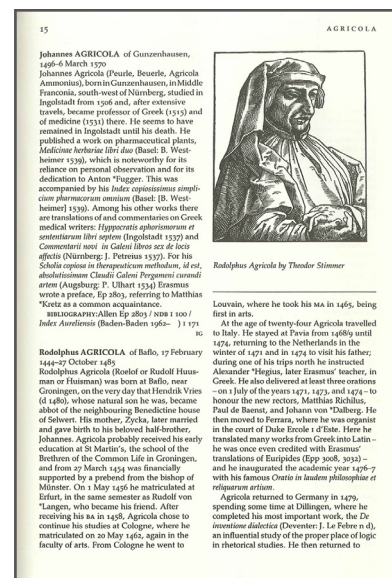 15
AGRICOLA
Johannes AGRICOLA of Gunzenhausen,
1496–6 March 1570
Johannes Agricola (Peurle, Beuerle, Agricola
Ammonius), born in Gunzenhausen, in Middle
Franconia, south-west of Nürnberg, studied in
Ingolstadt from 1506 and, after extensive
travels, became professor of Greek (1515) and
of medicine (1531) there. He seems to have
remained in Ingolstadt until his death. He
published a work on pharmaceutical plants,
Medicinae herbariae libri duo (Basel: B. West-
heimer 1539), which is noteworthy for its
reliance on personal observation and for its
dedication to Anton *Fugger. This was
accompanied by his Index copiosissimus simpli-
cium pharmacorum omnium (Basel: [B. West-
heimer] 1539). Among his other works there
are translations of and commentaries on Greek
medical writers: Hyppocratis aphorismorum et
sententiarum libri septem (Ingolstadt 1537) and
Commentarii novi in Galeni libros sex de locis
affectis (Nürnberg: J. Petreius 1537). For his
Scholia copiosa in therapeuticum methodum, id est,
absolutissimam Claudii Galeni Pergameni curandi
artem (Augsburg: P. Ulhart 1534) Erasmus
wrote a preface, Ep 2803, referring to Matthias
*Kretz as a common acquaintance.
BIBLIOGRAPHY: Allen Ep 2803 / NDB I 100 /
Index Aureliensis (Baden-Baden 1962– ) I 171
IG
Rodolphus AGRICOLA of Baflo, 17 February
1444–27 October 1485
Rodolphus Agricola (Roelof or Rudolf Huus-
man or Huisman) was born at Baflo, near
Groningen, on the very day that Hendrik Vries
(d 1480), whose natural son he was, became
abbot of the neighbouring Benedictine house
of Selwert. His mother, Zycka, later married
and gave birth to his beloved half-brother,
Johannes. Agricola probably received his early
education at St Martin's, the school of the
Brethren of the Common Life in Groningen,
and from 27 March 1454 was financially
supported by a prebend from the bishop of
Münster. On 1 May 1456 he matriculated at
Erfurt, in the same semester as Rudolf von
*Langen, who became his friend. After
receiving his BA in 1458, Agricola chose to
continue his studies at Cologne, where he
matriculated on 20 May 1462, again in the
faculty of arts. From Cologne he went to
Rodolphus Agricola by Theodor Stimmer
Louvain, where he took his MA in 1465, being
first in arts.
At the age of twenty-four Agricola travelled
to Italy. He stayed at Pavia from 1468/9 until
1474, returning to the Netherlands in the
winter of 1471 and in 1474 to visit his father;
during one of his trips north he instructed
Alexander *Hegius, later Erasmus' teacher, in
Greek. He also delivered at least three orations
– on 1 July of the years 1471, 1473, and 1474 – to
honour the new rectors, Matthias Richilus,
Paul de Baenst, and Johann von *Dalberg. He
then moved to Ferrara, where he was organist
in the court of Duke Ercole I d'Este. Here he
translated many works from Greek into Latin –
he was once even credited with Erasmus'
translations of Euripides (Epp 308, 3032) –
and he inaugurated the academic year 1476–7
with his famous Oratio in laudem philosophiae et
reliquarum artium.
Agricola returned to Germany in 1479,
spending some time at Dillingen, where he
completed his most important work, the De
inventione dialectica (Deventer: J. Le Febre n d),
an influential study of the proper place of logic
in rhetorical studies. He then returned to